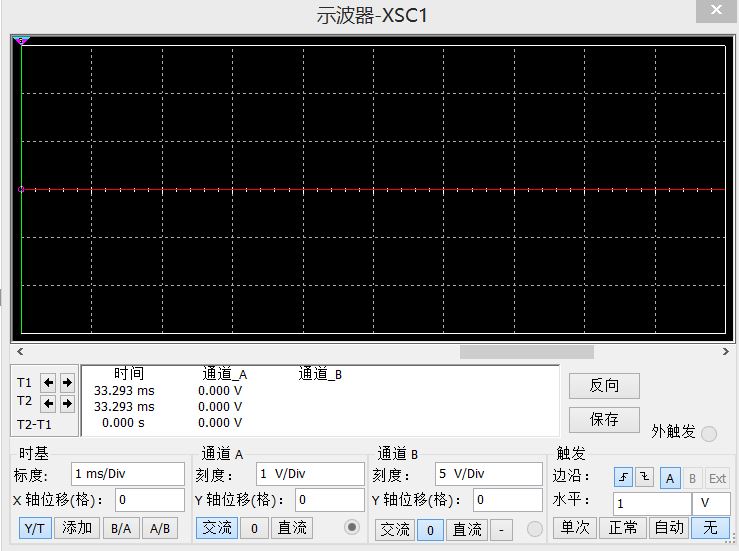 示波器-XSC1
时间 通道_A 通道_B
T1 33.293 ms 0.000 V
T2 33.293 ms 0.000 V
T2-T1 0.000 s 0.000 V
反向
保存
外触发
时基 通道 A 通道 B 触发
标度: 1 ms/Div 刻度: 1 V/Div 刻度: 5 V/Div 边沿: A B Ext
X 轴位移(格): 0 Y 轴位移(格): 0 Y 轴位移(格): 0 水平: 1 V
Y/T 添加 B/A A/B 交流 0 直流 交流 0 直流 - 单次 正常 自动 无